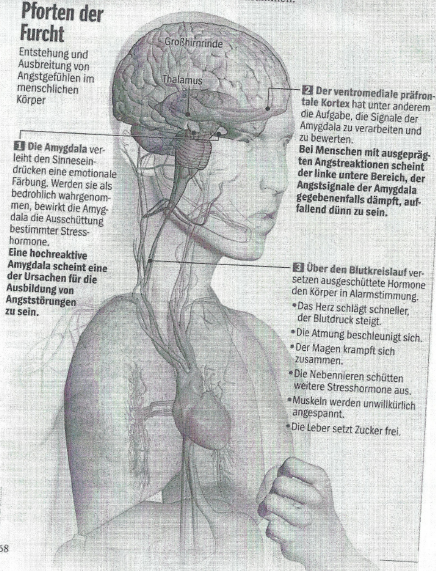 Pforten der
Furcht
Entstehung und
Ausbreitung von
Angstgefühlen im
menschlichen
Körper
Großhirnrinde
Thalamus
1 Die Amygdala ver-
leiht den Sinnesein-
drücken eine emotionale
Färbung. Werden sie als
bedrohlich wahrgenom-
men, bewirkt die Amyg-
dala die Ausschüttung
bestimmter Stress-
hormone.
Eine hochreaktive
Amygdala scheint eine
der Ursachen für die
Ausbildung von
Angststörungen
zu sein.
2 Der ventromediale präfron-
tale Kortex hat unter anderem
die Aufgabe, die Signale der
Amygdala zu verarbeiten und
zu bewerten.
Bei Menschen mit ausgepräg-
ten Angstreaktionen scheint
der linke untere Bereich, der
Angstsignale der Amygdala
gegebenenfalls dämpft, auf-
fallend dünn zu sein.
3 Über den Blutkreislauf ver-
setzen ausgeschüttete Hormone
den Körper in Alarmstimmung.
• Das Herz schlägt schneller,
der Blutdruck steigt.
• Die Atmung beschleunigt sich.
• Der Magen krampft sich
zusammen.
• Die Nebennieren schütten
weitere Stresshormone aus.
• Muskeln werden unwillkürlich
angespannt.
• Die Leber setzt Zucker frei.